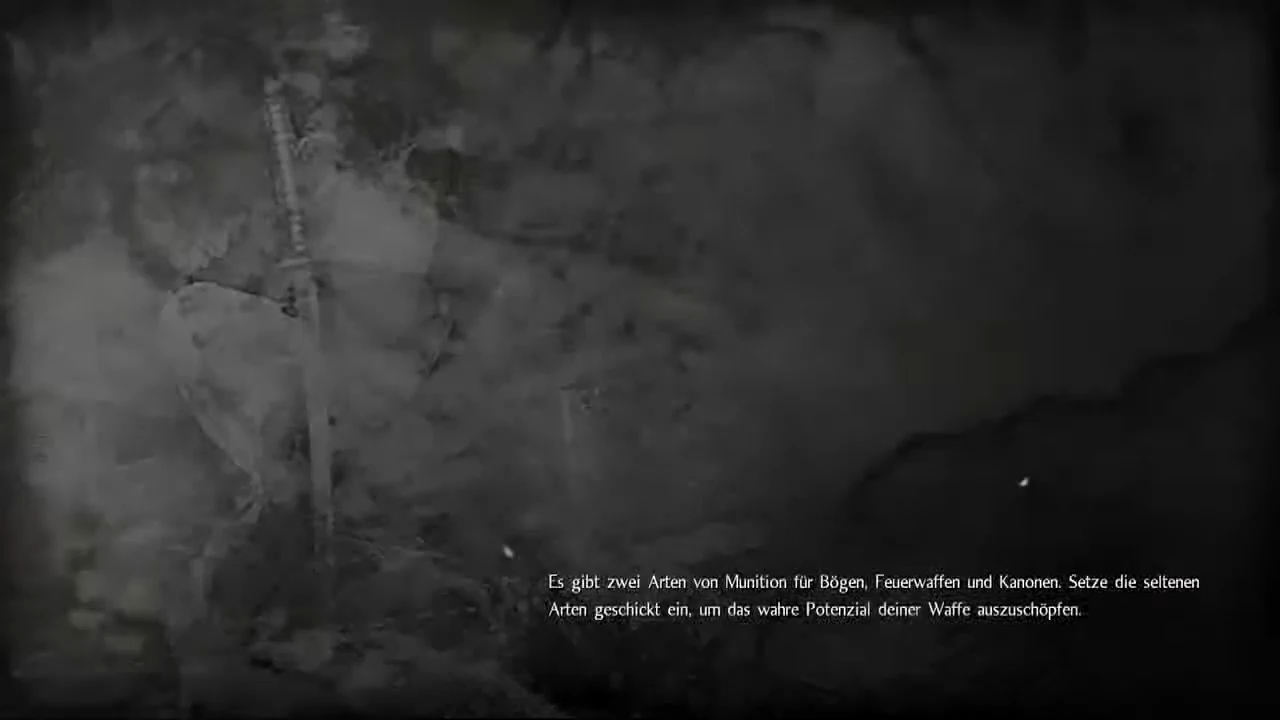 Es gibt zwei Arten von Munition für Bögen, Feuerwaffen und Kanonen. Setze die seltenen
Arten geschickt ein, um das wahre Potenzial deiner Waffe auszuschöpfen.